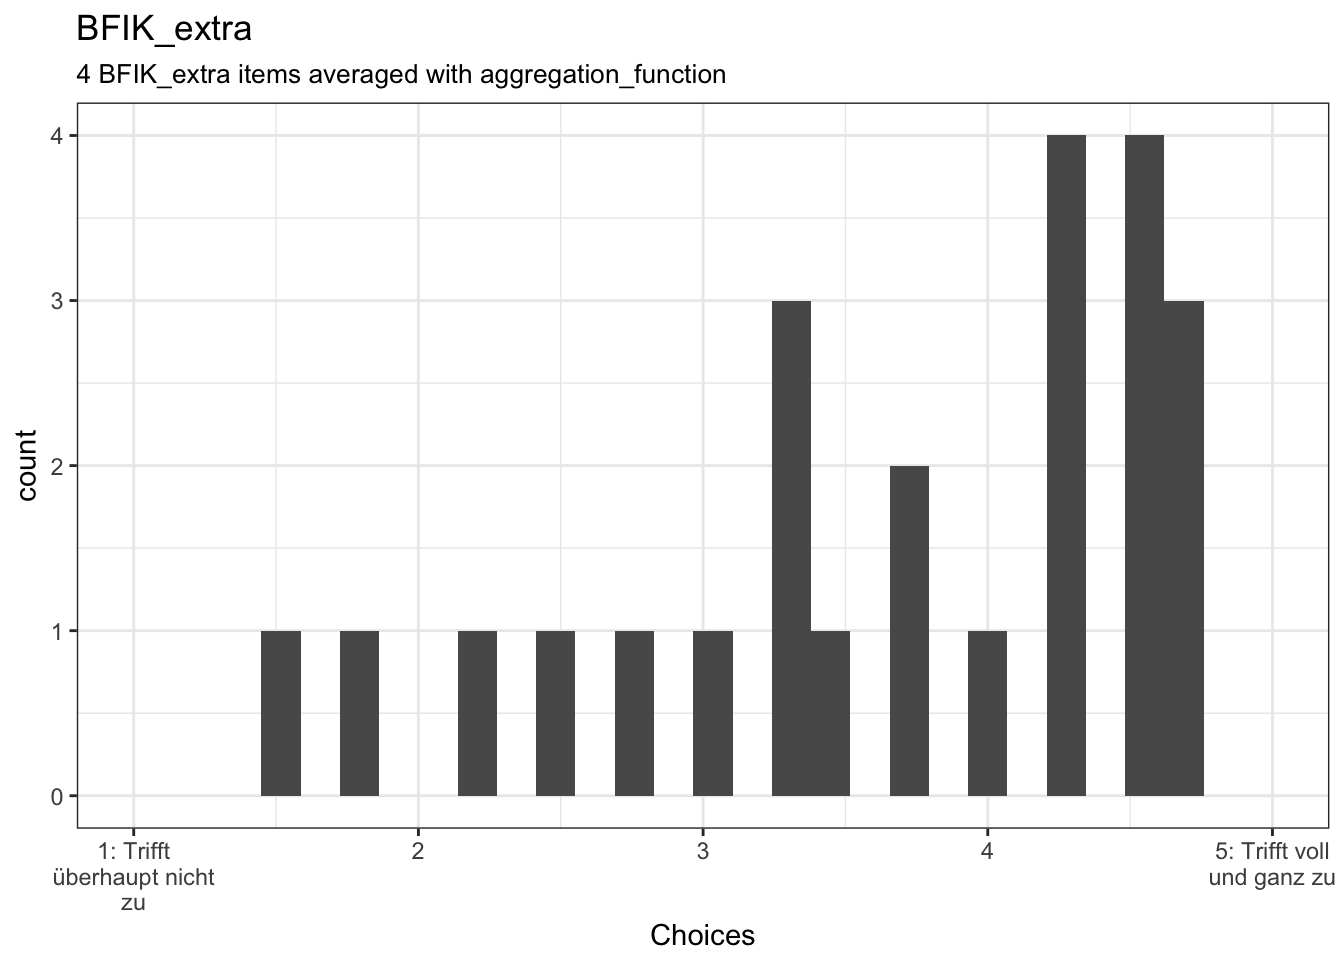 BFIK_extra
4 BFIK_extra items averaged with aggregation_function
4
3
2
1
0
count
1: Trifft
überhaupt nicht
zu
2
3
4
5: Trifft voll
und ganz zu
Choices